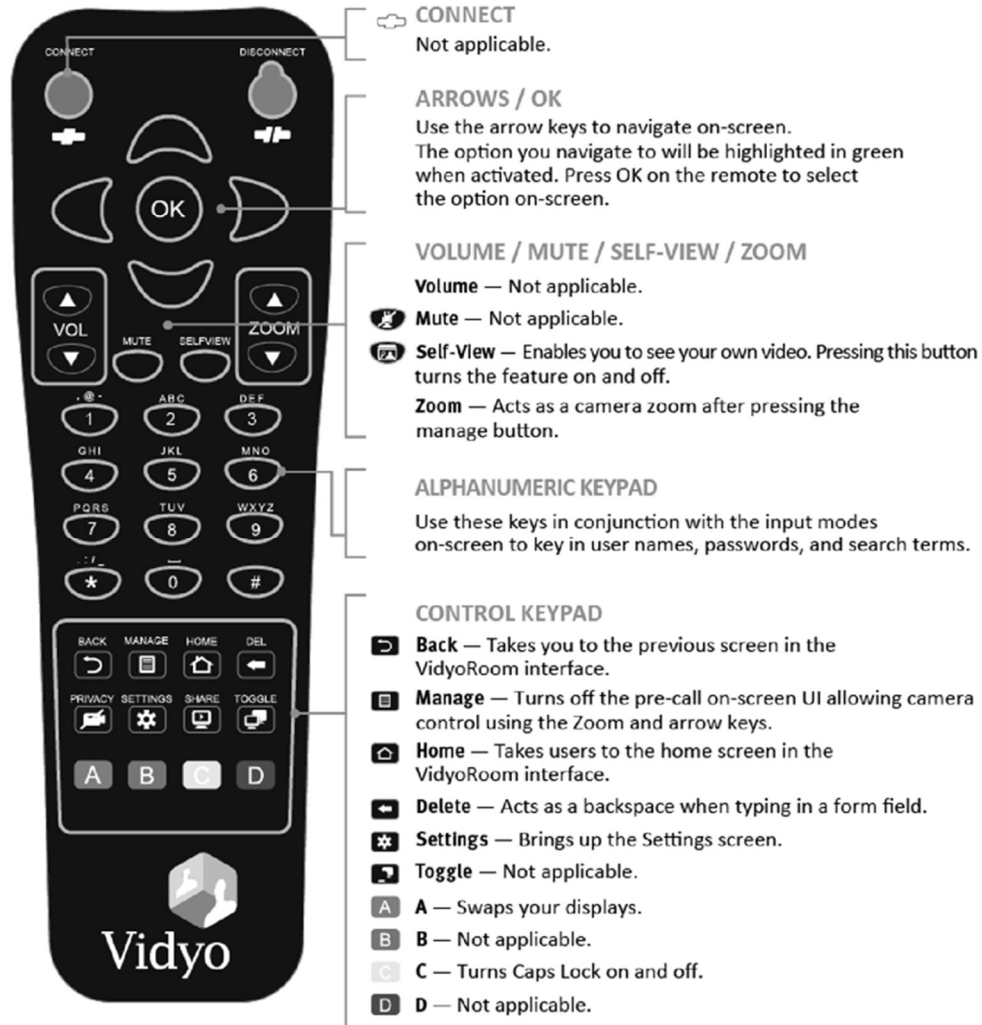 CONNECT
Not applicable.
ARROWS / OK
Use the arrow keys to navigate on-screen.
The option you navigate to will be highlighted in green
when activated. Press OK on the remote to select
the option on-screen.
VOLUME / MUTE / SELF-VIEW / ZOOM
Volume — Not applicable.
Mute — Not applicable.
Self-View — Enables you to see your own video. Pressing this button
turns the feature on and off.
Zoom — Acts as a camera zoom after pressing the
manage button.
ALPHANUMERIC KEYPAD
Use these keys in conjunction with the input modes
on-screen to key in user names, passwords, and search terms.
CONTROL KEYPAD
Back — Takes you to the previous screen in the
VidyoRoom interface.
Manage — Turns off the pre-call on-screen UI allowing camera
control using the Zoom and arrow keys.
Home — Takes users to the home screen in the
VidyoRoom interface.
Delete — Acts as a backspace when typing in a form field.
Settings — Brings up the Settings screen.
Toggle — Not applicable.
A A — Swaps your displays.
B B — Not applicable.
C C — Turns Caps Lock on and off.
D D — Not applicable.
CONNECT DISCONNECT
OK
VOL ZOOM
MUTE SELFVIEW
.@- ABC DEF
1 2 3
GHI JKL MNO
4 5 6
PQRS TUV WXYZ
7 8 9
.:/_
* 0 #
BACK MANAGE HOME DEL
PRIVACY SETTINGS SHARE TOGGLE
A B C D
Vidyo